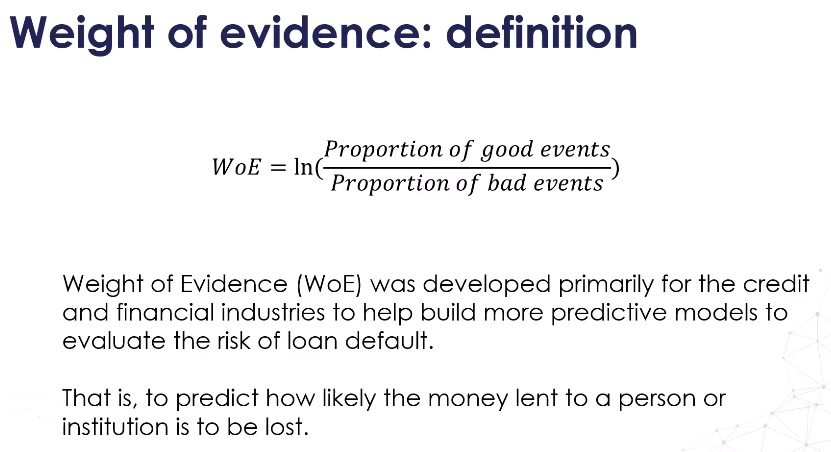 Weight of evidence: definition
WoE = ln(Proportion of good events / Proportion of bad events)
Weight of Evidence (WoE) was developed primarily for the credit
and financial industries to help build more predictive models to
evaluate the risk of loan default.
That is, to predict how likely the money lent to a person or
institution is to be lost.